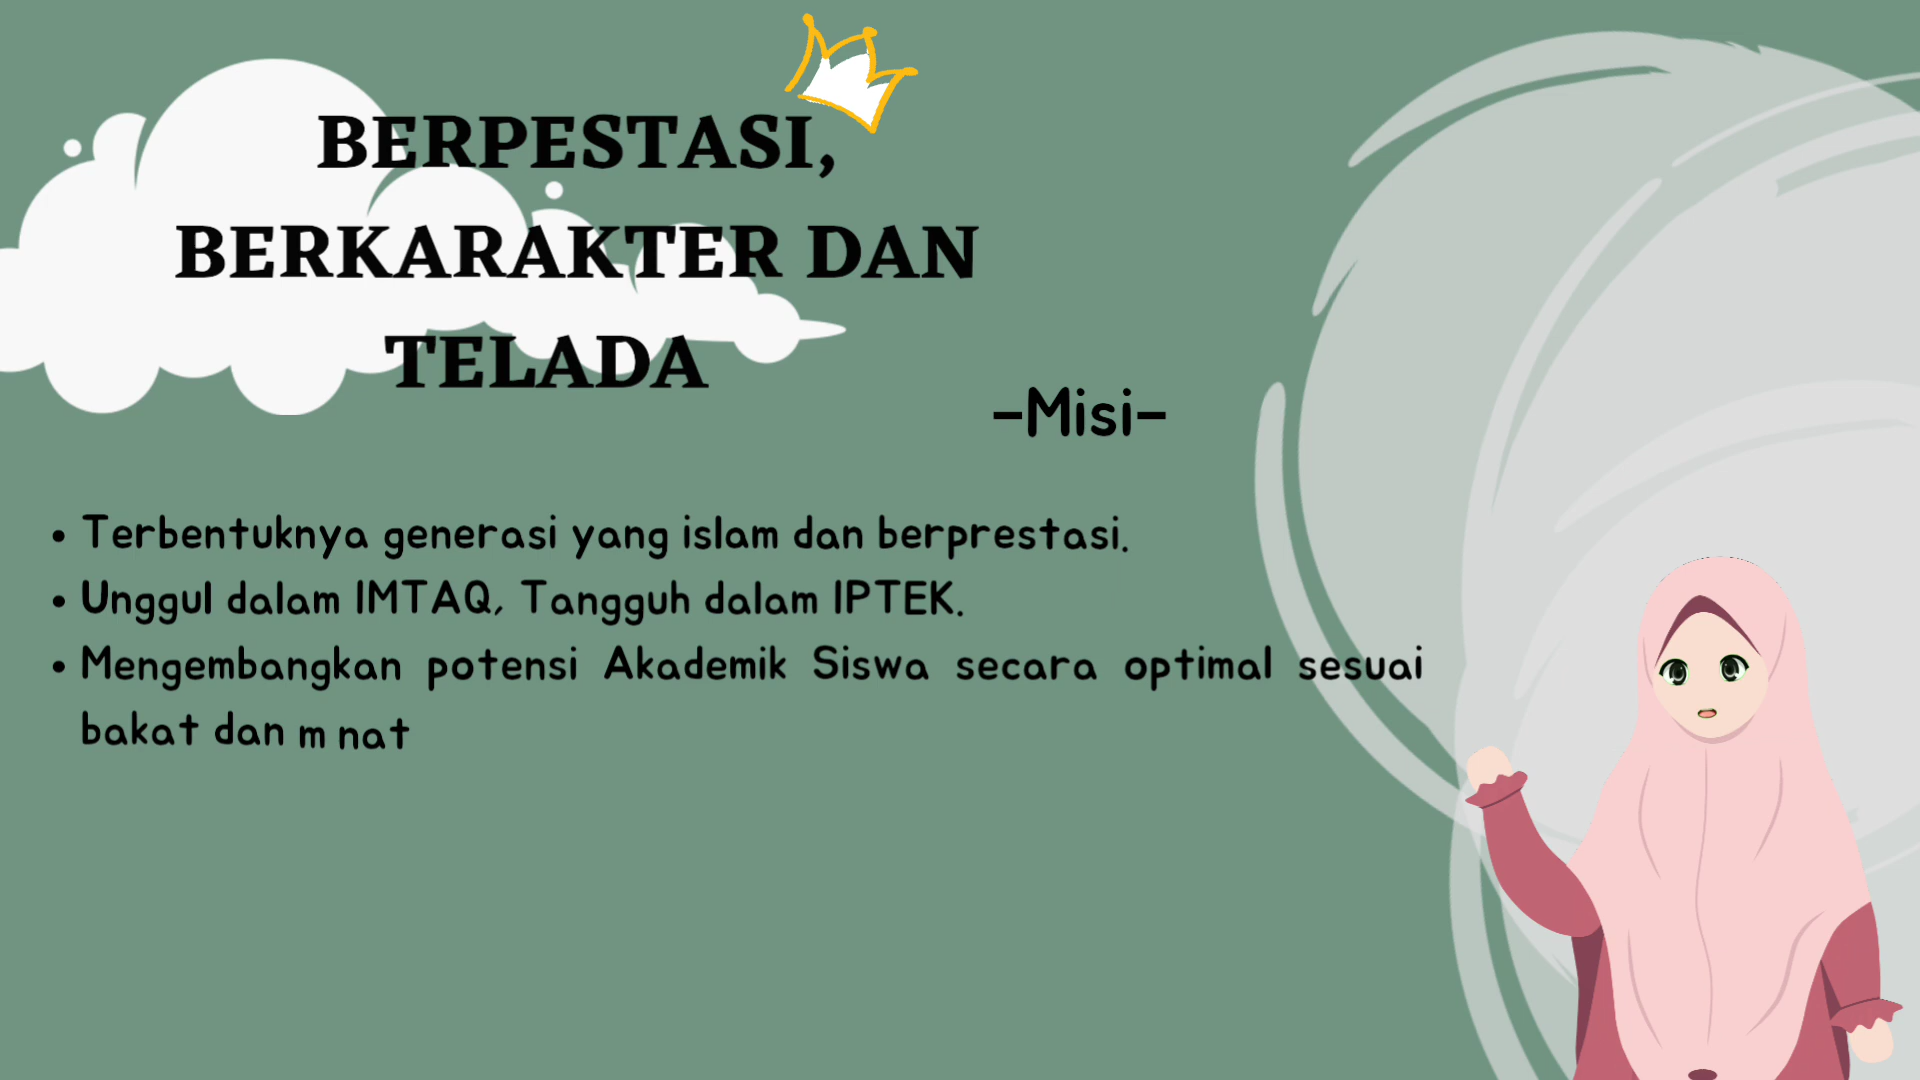 BERPESTASI,
BERKARAKTER DAN
TELADA
-Misi-
• Terbentuknya generasi yang islam dan berprestasi.
• Unggul dalam IMTAQ, Tangguh dalam IPTEK.
• Mengembangkan potensi Akademik Siswa secara optimal sesuai
bakat dan m nat